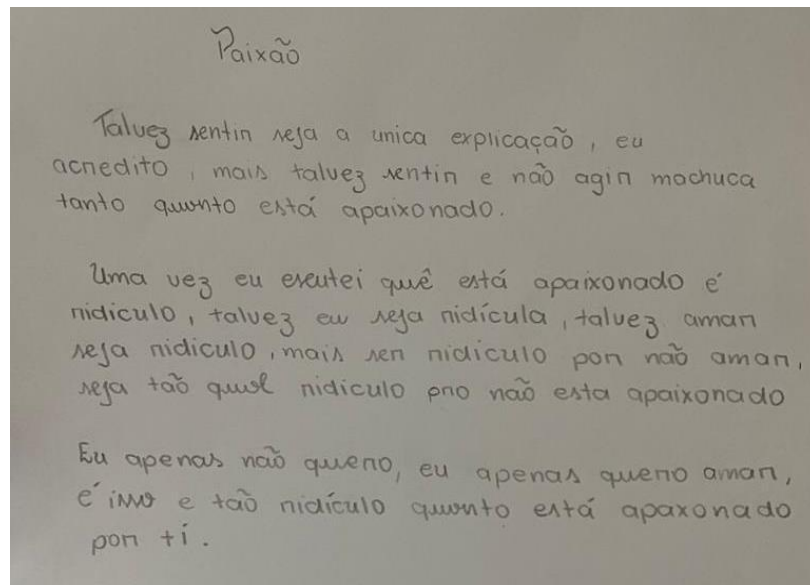 Paixão
Talvez sentir seja a unica explicação, eu
acredito, mais talvez sentir e não agir machuca
tanto quanto está apaixonado.
Uma vez eu escutei quê está apaixonado é
ridiculo, talvez eu seja ridícula, talvez amar
seja ridiculo, mais ser ridículo por não amar,
seja tão qual ridículo pro não esta apaixonado
Eu apenas não quero, eu apenas quero amar,
é isso e tão ridículo quanto está apaxonado
por tí.